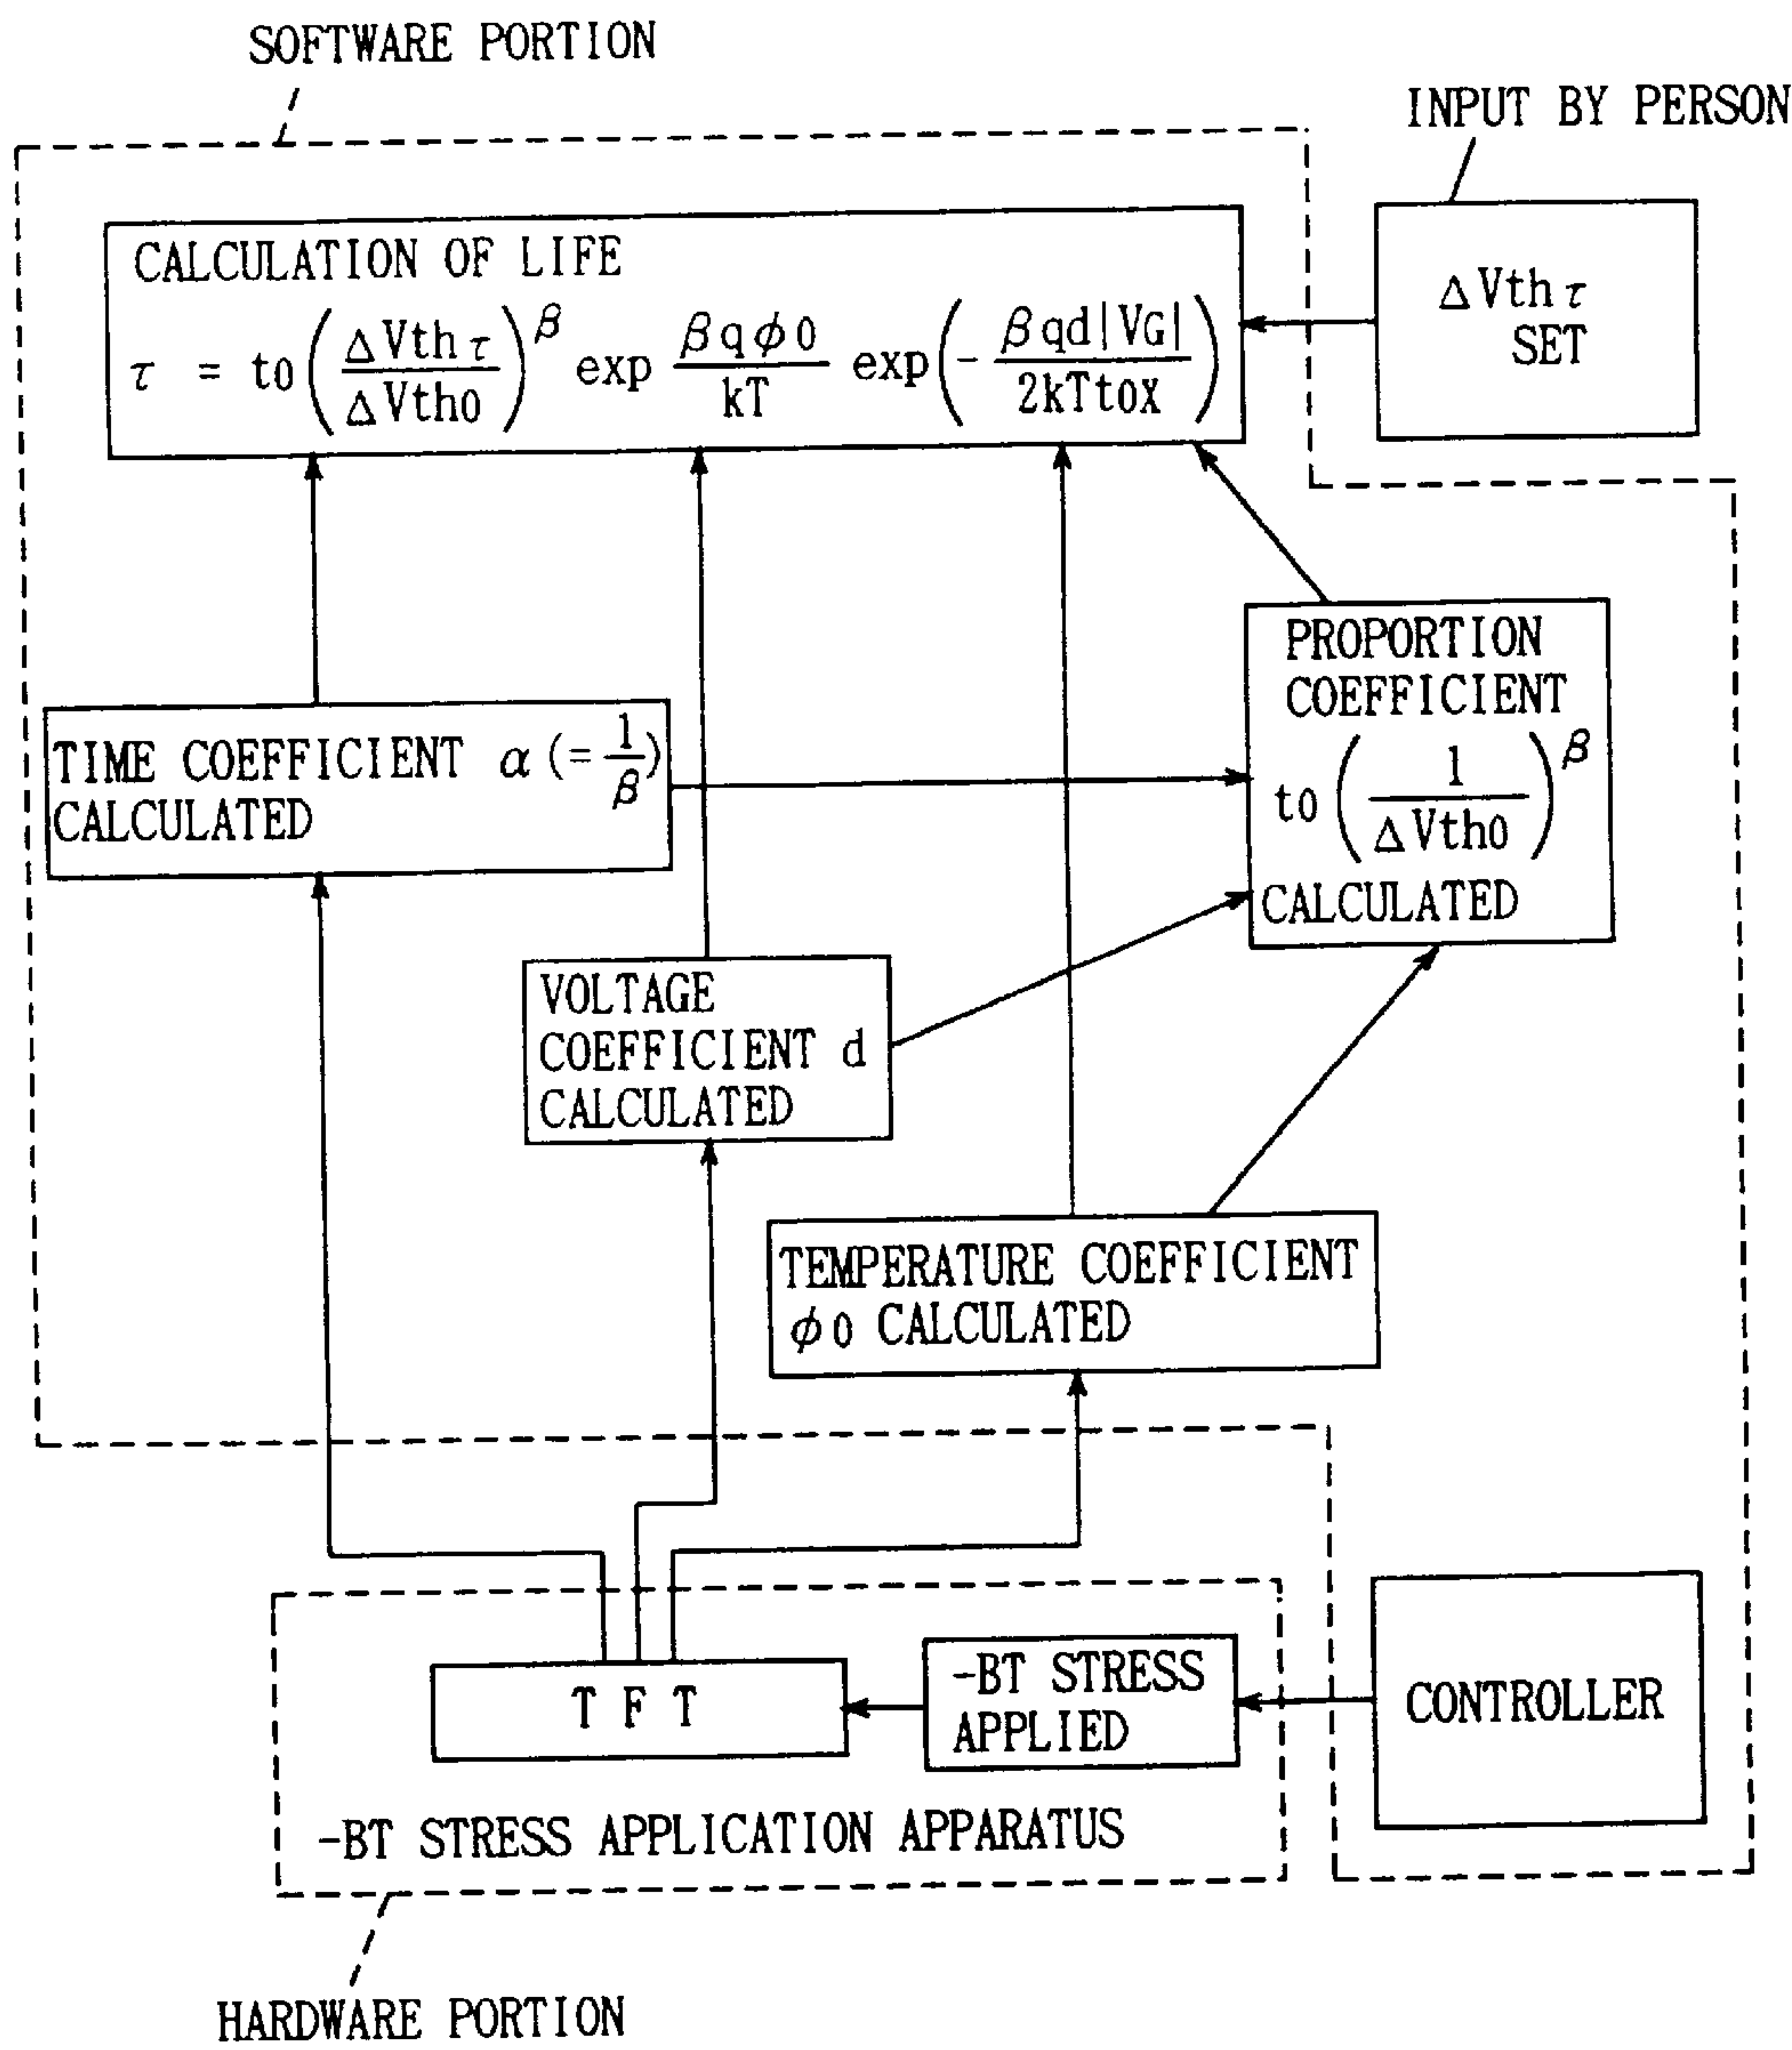 SOFTWARE PORTION
INPUT BY PERSON
CALCULATION OF LIFE
τ = t0 (ΔVthτ / ΔVth0)^β exp βqφ0 / kT exp(- βqd|VG| / 2kTtox)
ΔVthτ
SET
PROPORTION
COEFFICIENT
t0 (1 / ΔVth0)^β
CALCULATED
TIME COEFFICIENT α (= 1/β)
CALCULATED
VOLTAGE
COEFFICIENT d
CALCULATED
TEMPERATURE COEFFICIENT
φ0 CALCULATED
T F T
-BT STRESS
APPLIED
CONTROLLER
-BT STRESS APPLICATION APPARATUS
HARDWARE PORTION